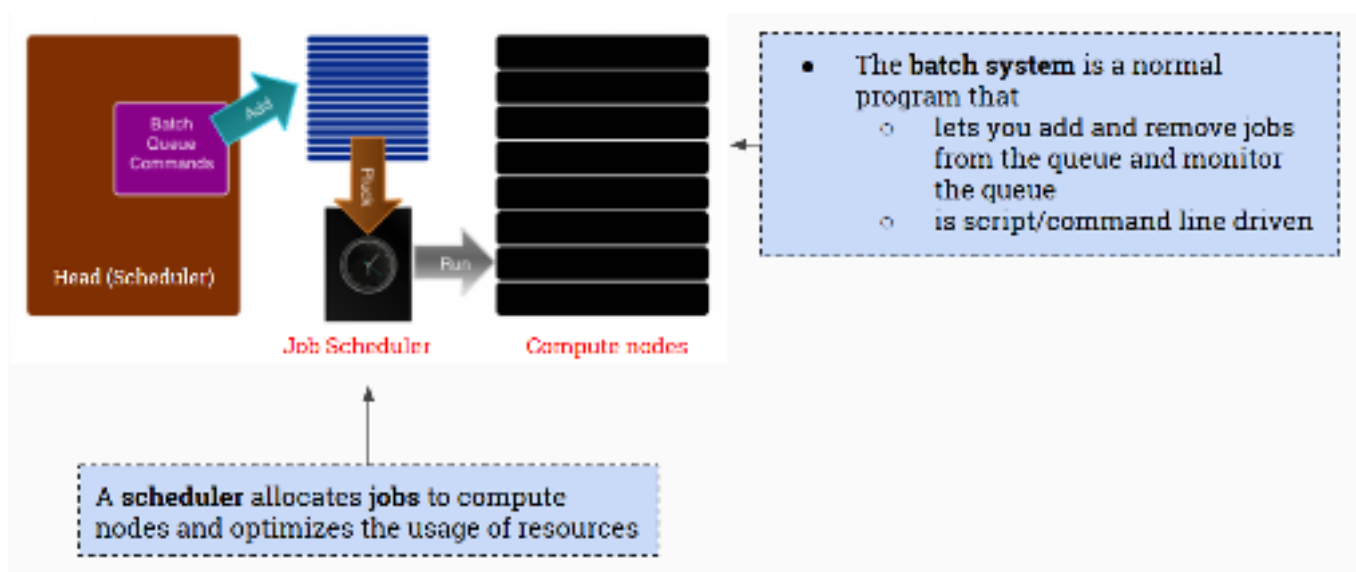 Batch
Queue
Commands
Add
Head (Scheduler)
Pluck
Run
Job Scheduler
Compute nodes
● The batch system is a normal
program that
○ lets you add and remove jobs
from the queue and monitor
the queue
○ is script/command line driven
A scheduler allocates jobs to compute
nodes and optimizes the usage of resources